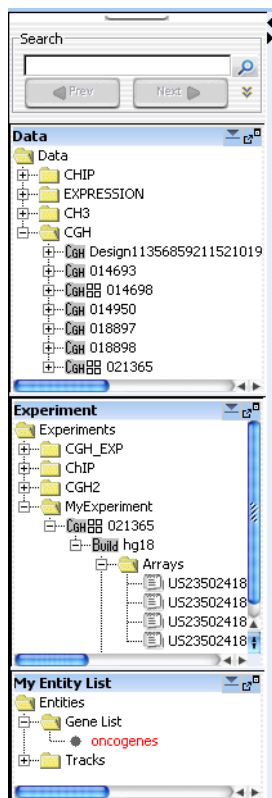 Search
Prev
Next
Data
Data
CHIP
EXPRESSION
CH3
CGH
CGH Design11356859211521019
CGH 014693
CGH 014698
CGH 014950
CGH 018897
CGH 018898
CGH 021365
Experiment
Experiments
CGH_EXP
ChIP
CGH2
MyExperiment
CGH 021365
Build hg18
Arrays
US23502418
US23502418
US23502418
US23502418
My Entity List
Entities
Gene List
oncogenes
Tracks